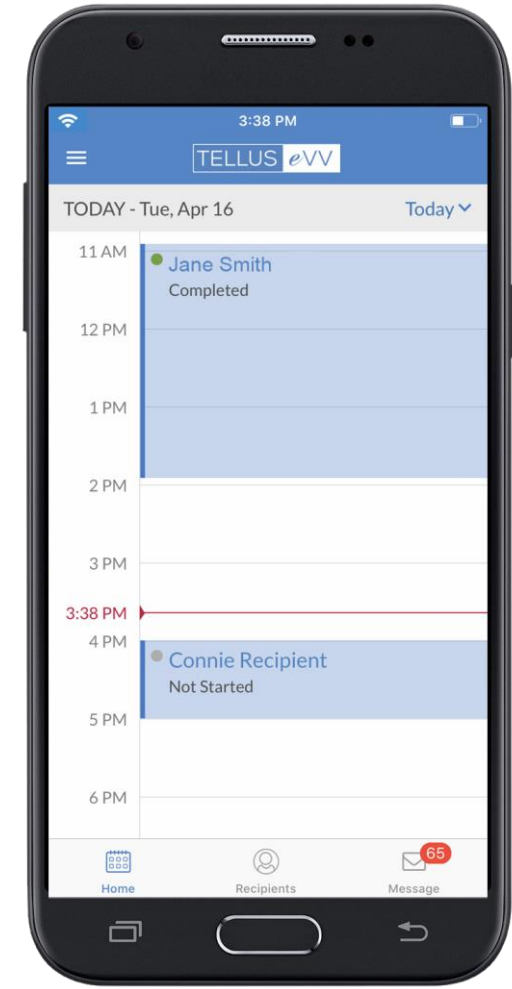 3:38 PM
TELLUS eVV
TODAY - Tue, Apr 16 Today
11 AM
Jane Smith
Completed
12 PM
1 PM
2 PM
3 PM
3:38 PM
4 PM
Connie Recipient
Not Started
5 PM
6 PM
65
Home Recipients Message